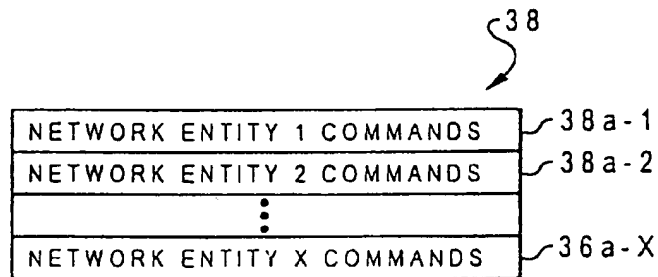 38
NETWORK ENTITY 1 COMMANDS 38a-1
NETWORK ENTITY 2 COMMANDS 38a-2
NETWORK ENTITY X COMMANDS 36a-X